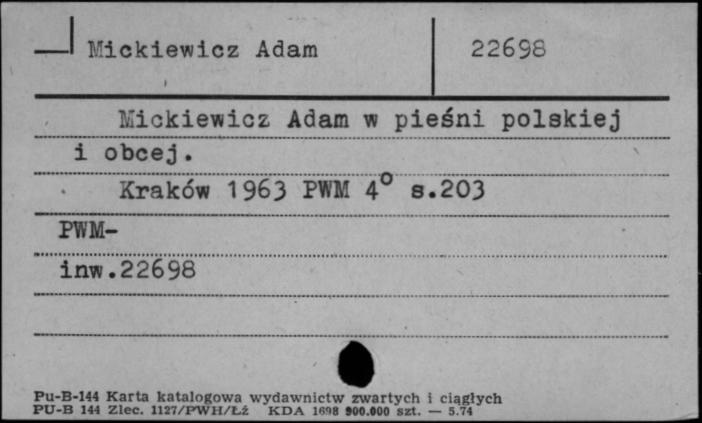 Mickiewicz Adam 22698
Mickiewicz Adam w pieśni polskiej
i obcej.
Kraków 1963 PWM 4° s.203
PWM-
inw.22698
Pu-B-144 Karta katalogowa wydawnictw zwartych i ciągłych
PU-B 144 Zlec. 1127/PWH/Łż KDA 1698 900.000 szt. — 5.74